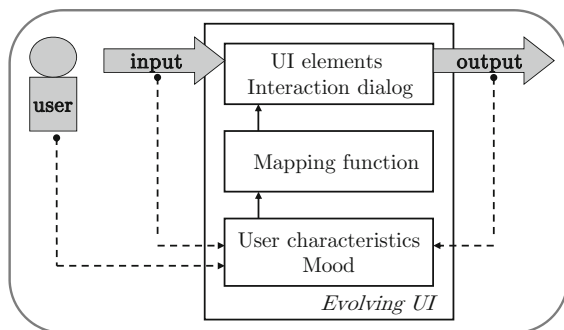 input
UI elements
Interaction dialog
output
user
Mapping function
User characteristics
Mood
Evolving UI